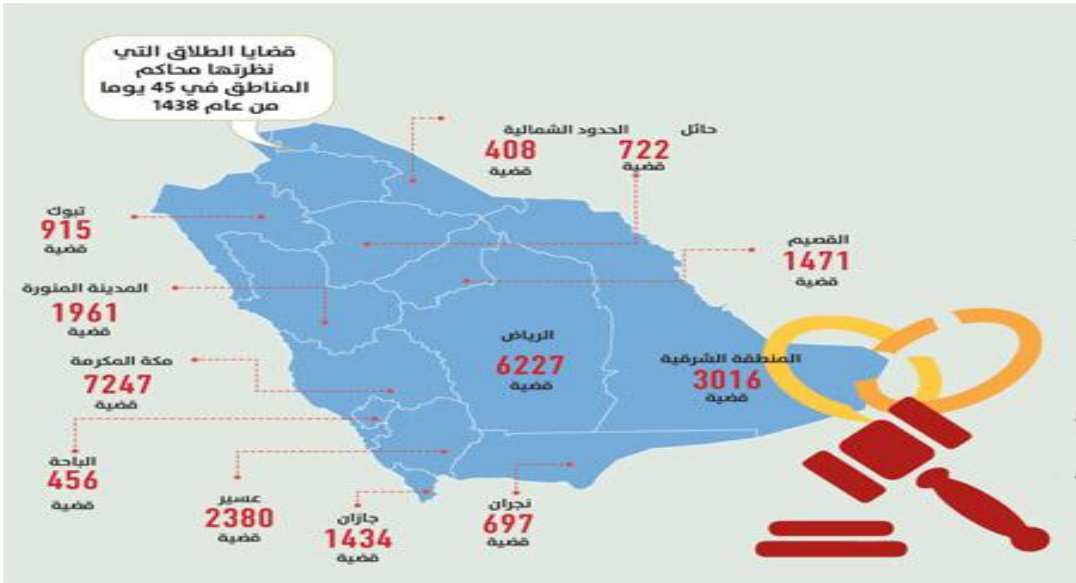 قضايا الطلاق التي
نظرتها محاكم
المناطق في 45 يوما
من عام 1438
حائل
722
قضية
الحدود الشمالية
408
قضية
تبوك
915
قضية
القصيم
1471
قضية
المدينة المنورة
1961
قضية
الرياض
6227
قضية
المنطقة الشرقية
3016
قضية
مكة المكرمة
7247
قضية
الباحة
456
قضية
عسير
2380
قضية
جازان
1434
قضية
نجران
697
قضية